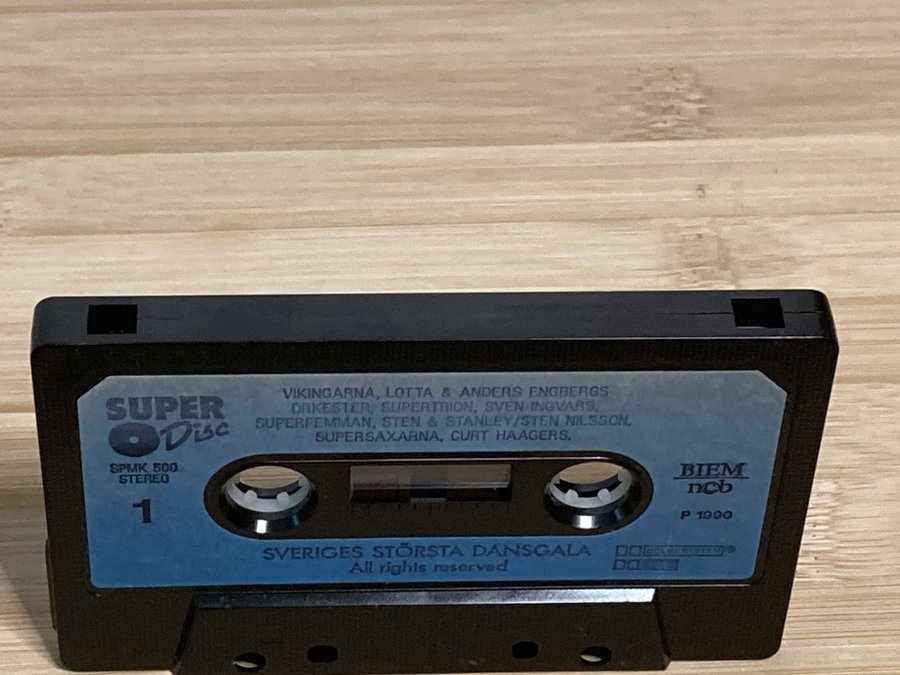 SUPER
Disc
SPMK 500
STEREO
1
VIKINGARNA, LOTTA & ANDERS ENGBERGS
ORKESTER, SUPERTRION, SVEN-INGVARS,
SUPERFEMMAN, STEN & STANLEY/STEN NILSSON,
SUPERSAXARNA, CURT HAAGERS.
BIEM
ncb
P 1990
SVERIGES STÖRSTA DANSGALA
All rights reserved